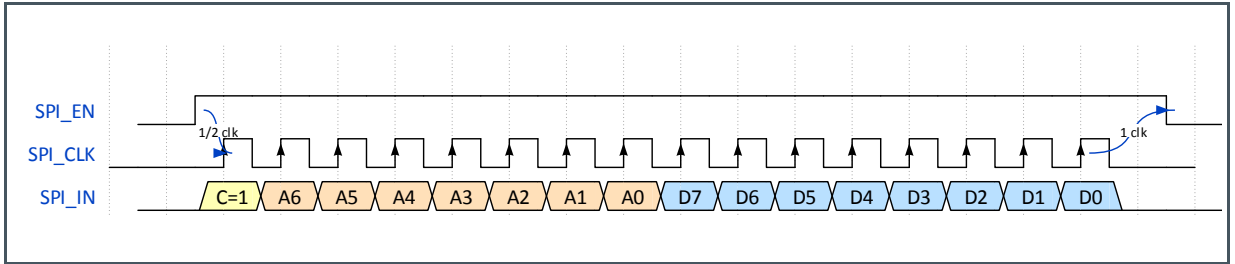 SPI_EN
1/2 clk
1 clk
SPI_CLK
SPI_IN C=1 A6 A5 A4 A3 A2 A1 A0 D7 D6 D5 D4 D3 D2 D1 D0